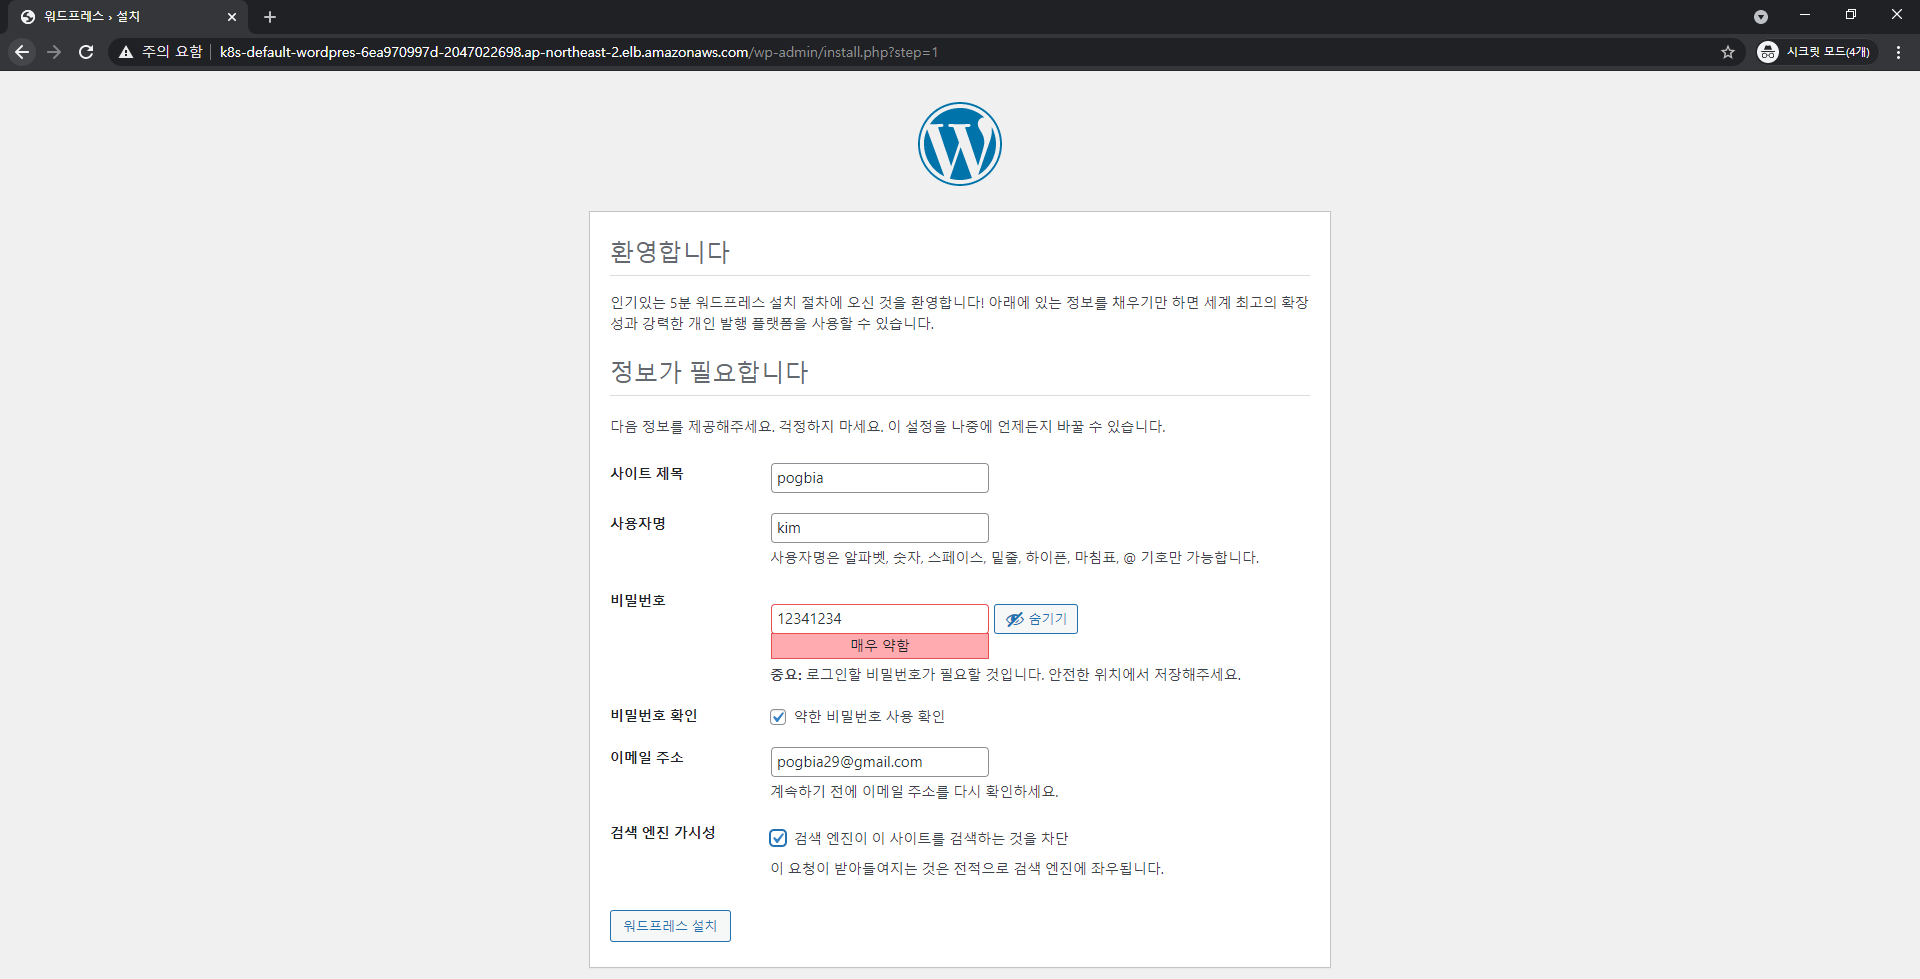 워드프레스 › 설치
주의 요함
k8s-default-wordpres-6ea970997d-2047022698.ap-northeast-2.elb.amazonaws.com/wp-admin/install.php?step=1
시크릿 모드(4개)
환영합니다
인기있는 5분 워드프레스 설치 절차에 오신 것을 환영합니다! 아래에 있는 정보를 채우기만 하면 세계 최고의 확장
성과 강력한 개인 발행 플랫폼을 사용할 수 있습니다.
정보가 필요합니다
다음 정보를 제공해주세요. 걱정하지 마세요. 이 설정을 나중에 언제든지 바꿀 수 있습니다.
사이트 제목
pogbia
사용자명
kim
사용자명은 알파벳, 숫자, 스페이스, 밑줄, 하이픈, 마침표, @ 기호만 가능합니다.
비밀번호
12341234
숨기기
매우 약함
중요: 로그인할 비밀번호가 필요할 것입니다. 안전한 위치에서 저장해주세요.
비밀번호 확인
약한 비밀번호 사용 확인
이메일 주소
pogbia29@gmail.com
계속하기 전에 이메일 주소를 다시 확인하세요.
검색 엔진 가시성
검색 엔진이 이 사이트를 검색하는 것을 차단
이 요청이 받아들여지는 것은 전적으로 검색 엔진에 좌우됩니다.
워드프레스 설치